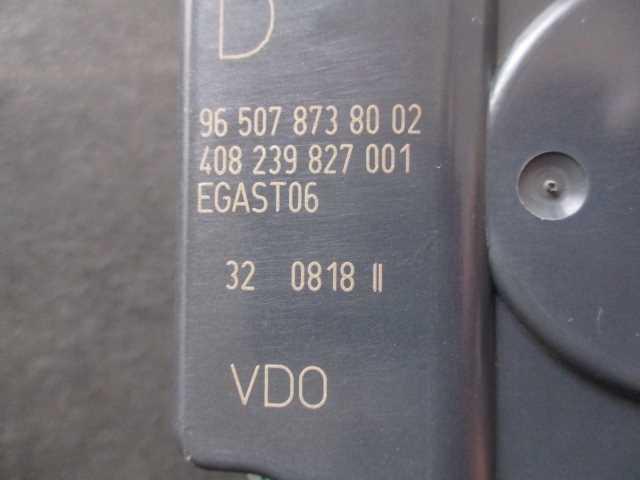 D
96 507 873 80 02
408 239 827 001
EGAST06
32 0818 II
VDO